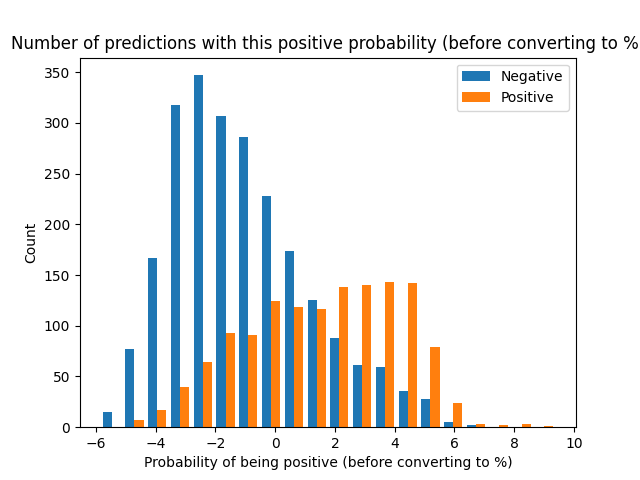 Number of predictions with this positive probability (before converting to %
Negative
Positive
350
300
250
200
150
100
50
0
Count
−6 −4 −2 0 2 4 6 8 10
Probability of being positive (before converting to %)